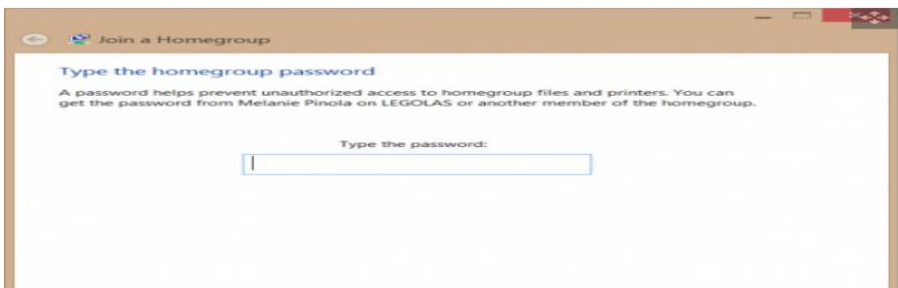 Join a Homegroup
Type the homegroup password
A password helps prevent unauthorized access to homegroup files and printers. You can
get the password from Melanie Pinola on LEGOLAS or another member of the homegroup.
Type the password: